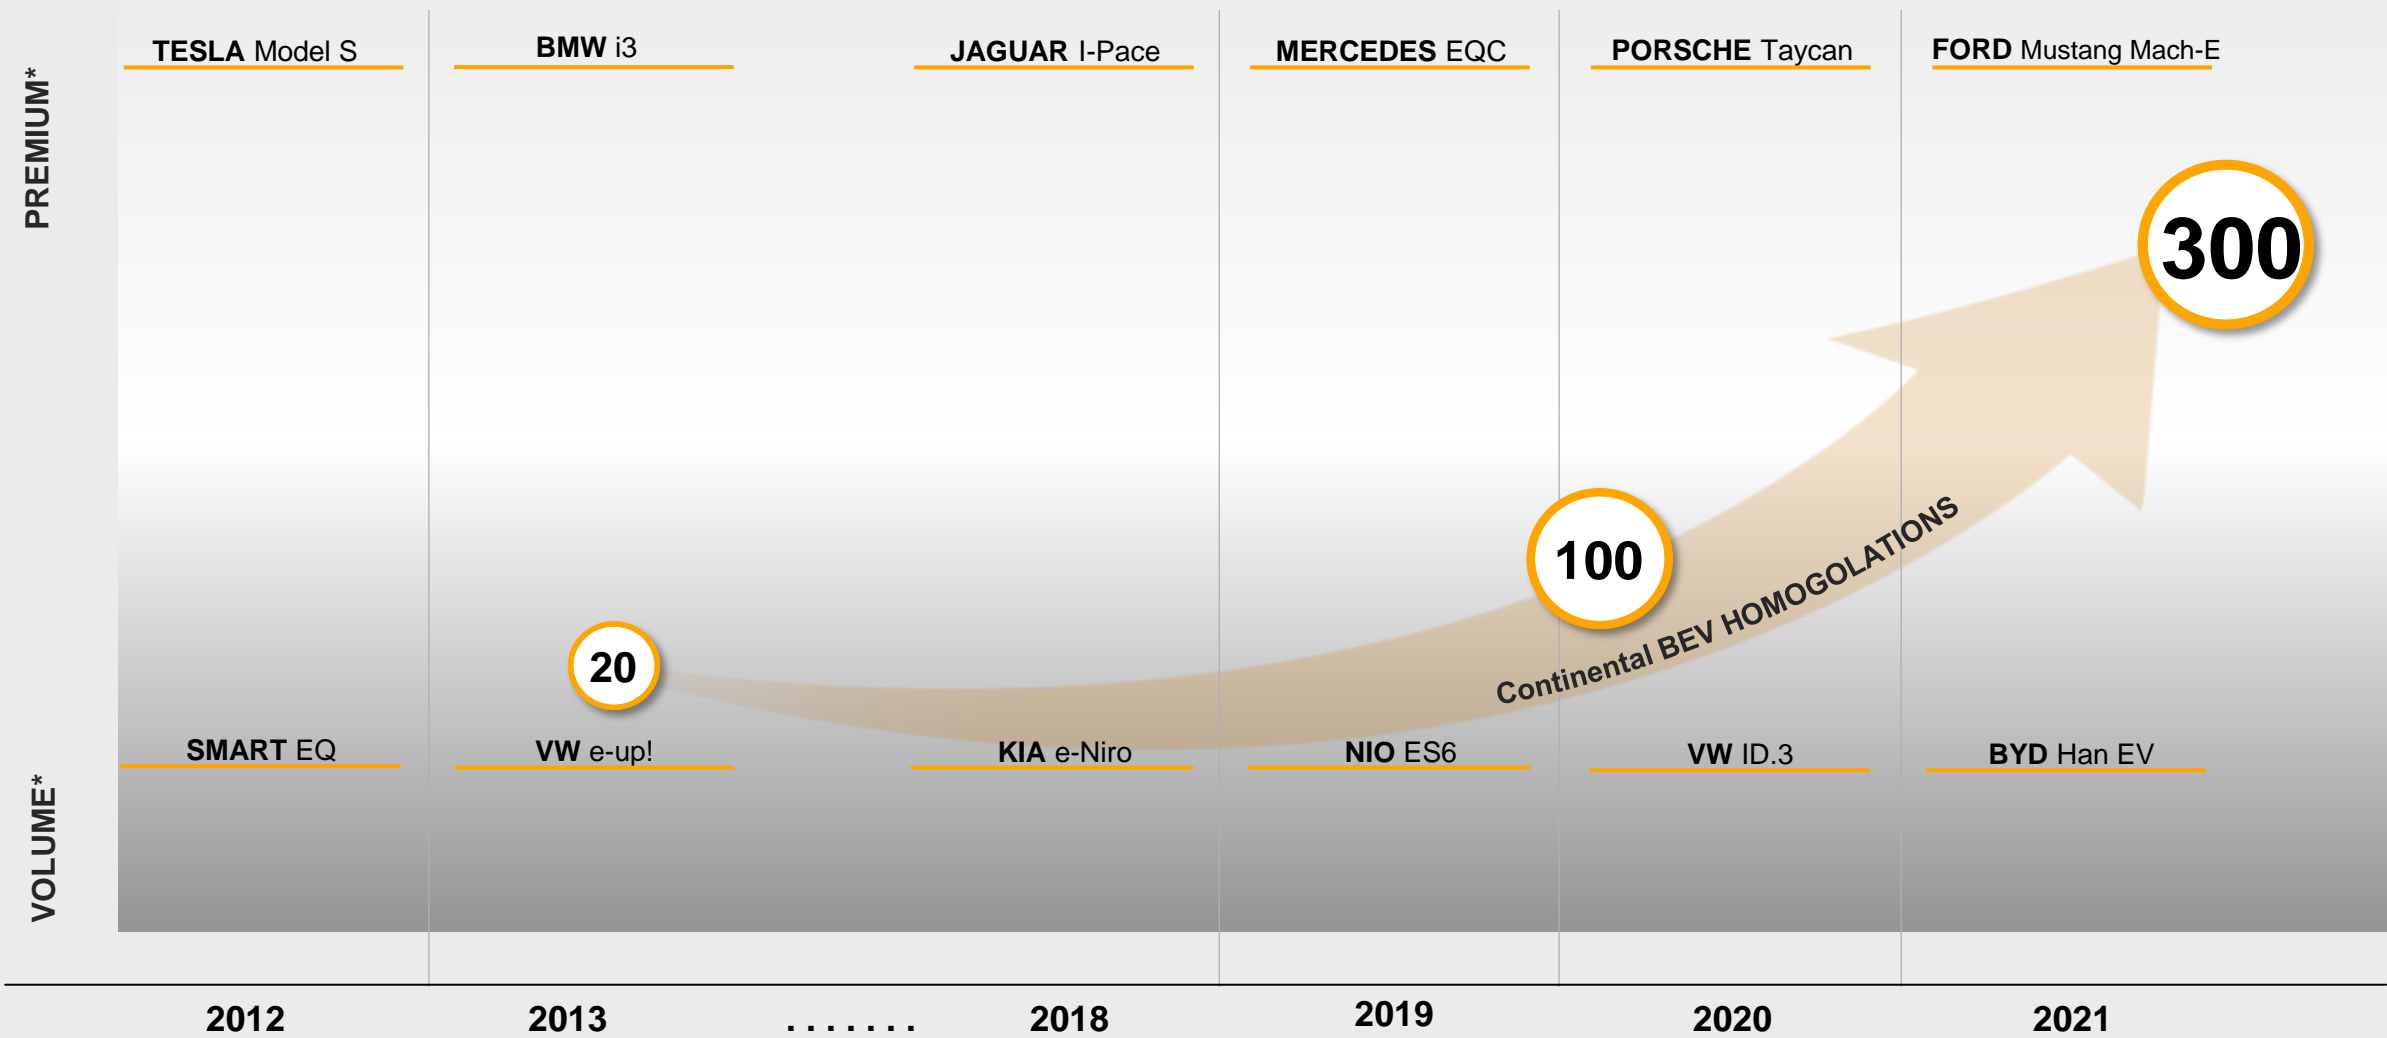 TESLA Model S
BMW i3
JAGUAR I-Pace
MERCEDES EQC
PORSCHE Taycan
FORD Mustang Mach-E
PREMIUM*
300
100
20
Continental BEV HOMOGOLATIONS
SMART EQ
VW e-up!
KIA e-Niro
NIO ES6
VW ID.3
BYD Han EV
VOLUME*
2012
2013
.......
2018
2019
2020
2021